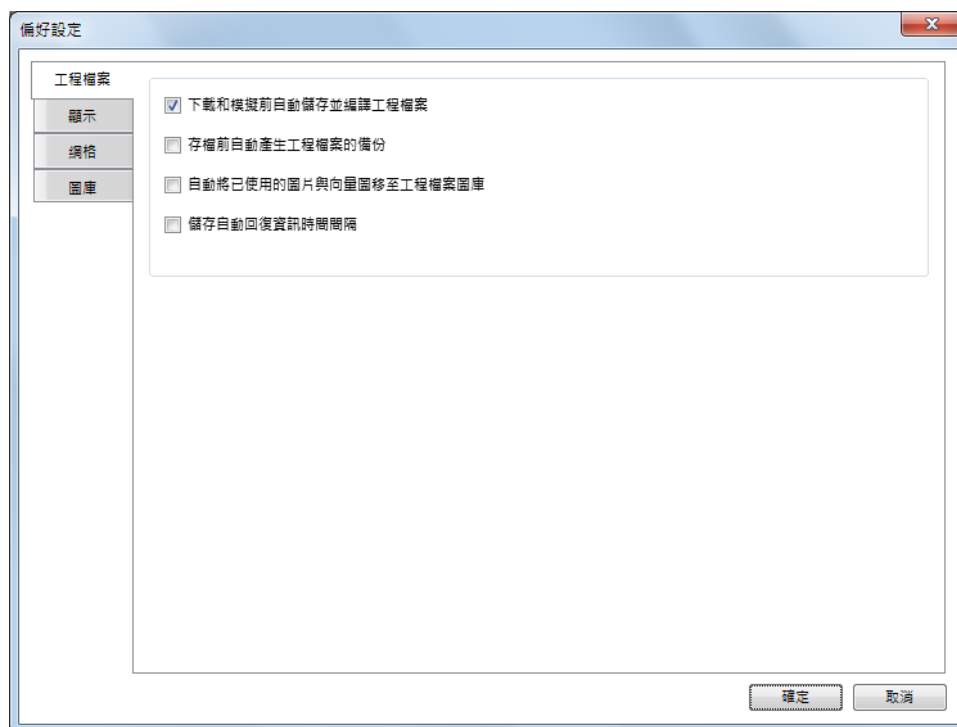 偏好設定
工程檔案
顯示
網格
圖庫
下載和模擬前自動儲存並編譯工程檔案
存檔前自動產生工程檔案的備份
自動將已使用的圖片與向量圖移至工程檔案圖庫
儲存自動回復資訊時間間隔
確定
取消